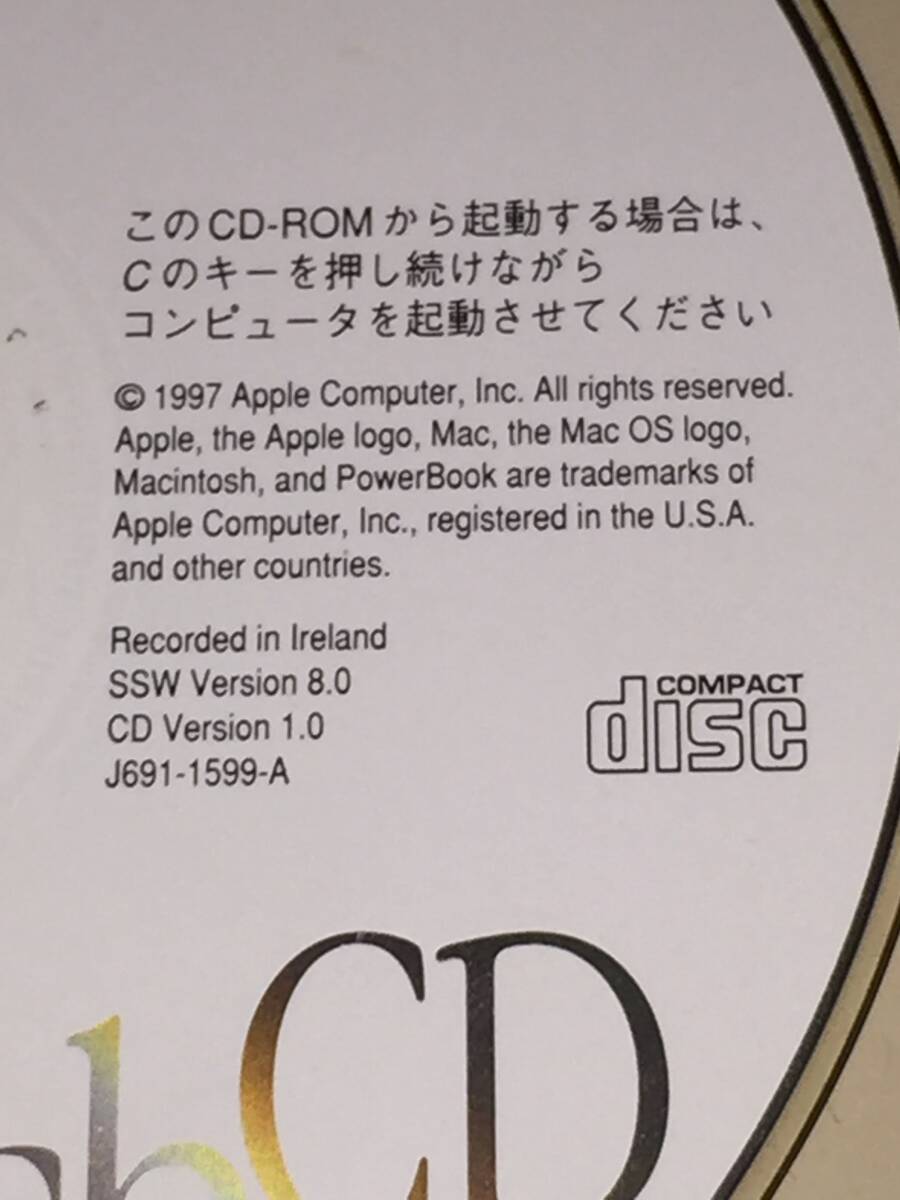 このCD-ROMから起動する場合は、
Cのキーを押し続けながら
コンピュータを起動させてください
© 1997 Apple Computer, Inc. All rights reserved.
Apple, the Apple logo, Mac, the Mac OS logo,
Macintosh, and PowerBook are trademarks of
Apple Computer, Inc., registered in the U.S.A.
and other countries.
Recorded in Ireland
SSW Version 8.0
CD Version 1.0
J691-1599-A
COMPACT
disc
CD